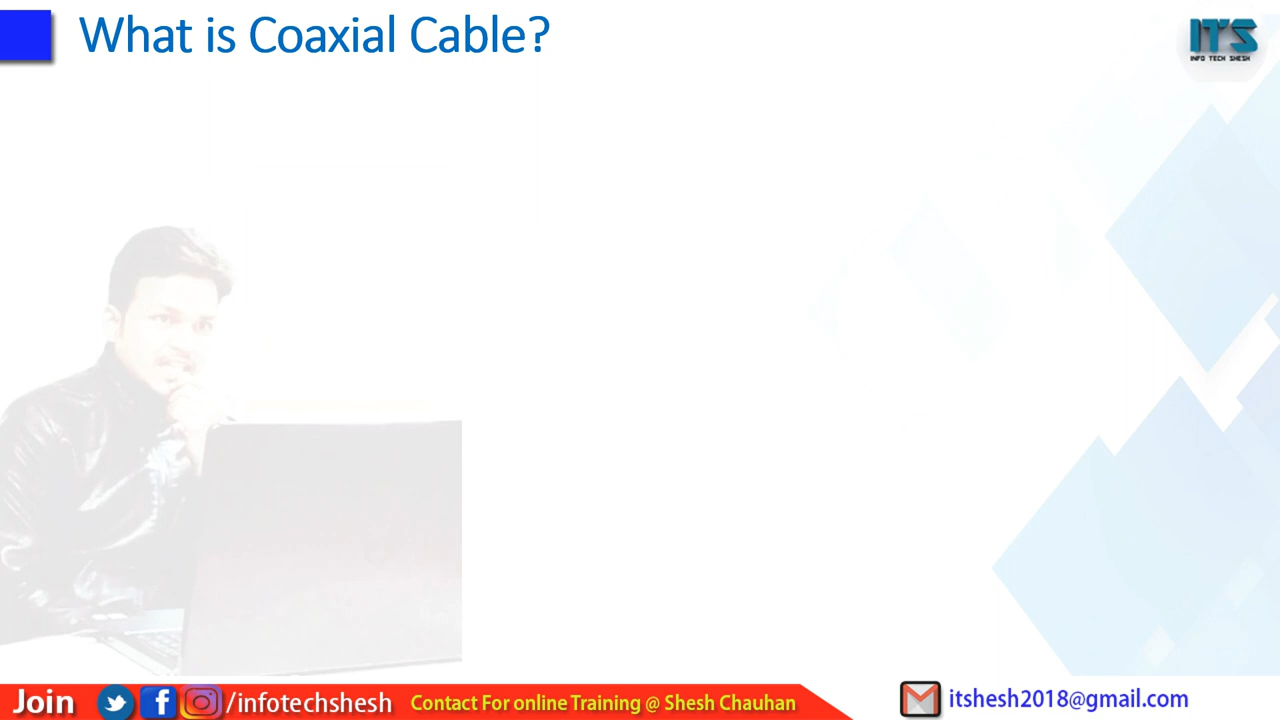 What is Coaxial Cable?
IT'S
INFO TECH SHESH
Join /infotechshesh Contact For online Training @ Shesh Chauhan itshesh2018@gmail.com